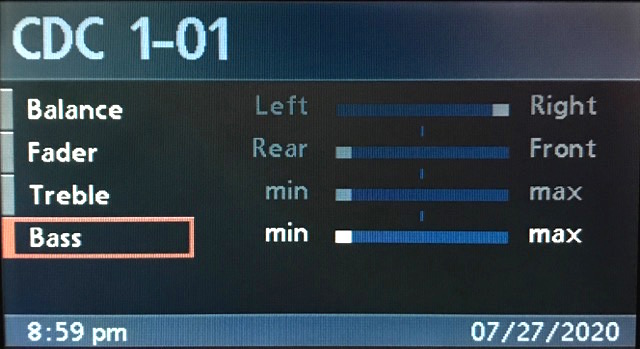 CDC 1-01
Balance Left Right
Fader Rear Front
Treble min max
Bass min max
8:59 pm 07/27/2020